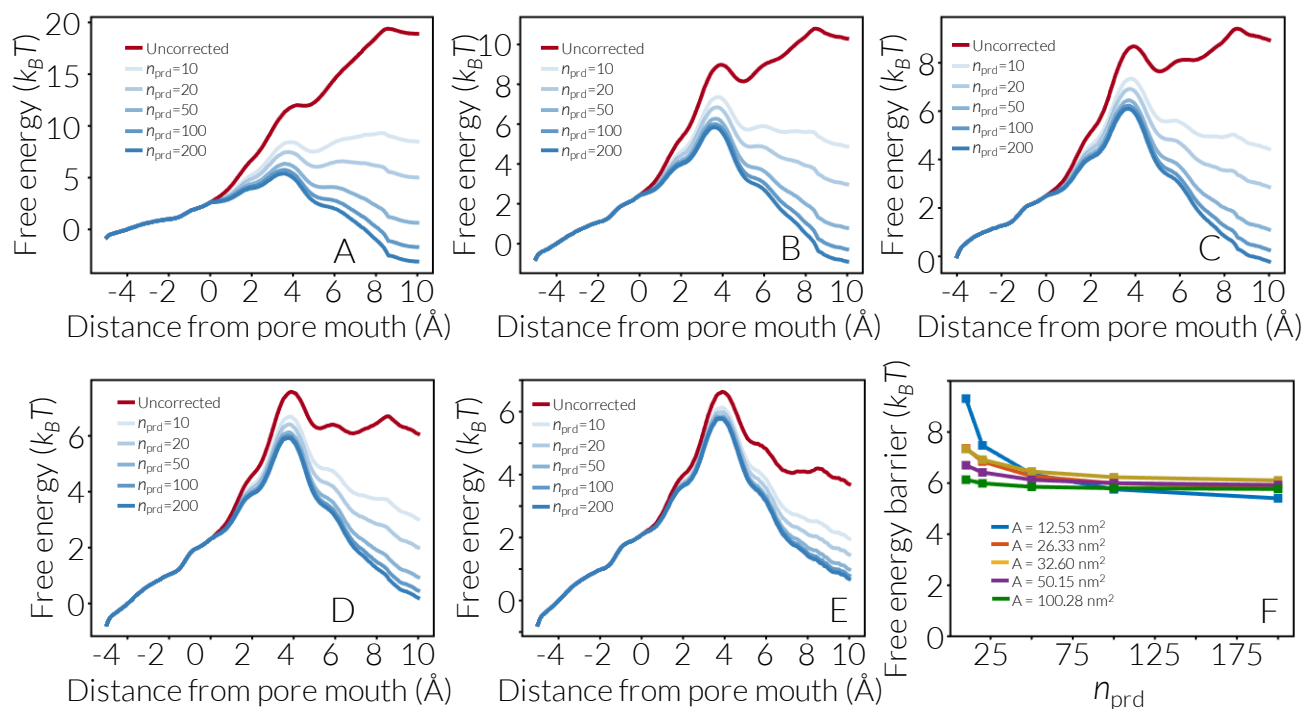 20
15
10
5
0
Free energy (k_BT)
Uncorrected
n_prd=10
n_prd=20
n_prd=50
n_prd=100
n_prd=200
A
-4 -2 0 2 4 6 8 10
Distance from pore mouth (Å)
10
8
6
4
2
0
Free energy (k_BT)
Uncorrected
n_prd=10
n_prd=20
n_prd=50
n_prd=100
n_prd=200
B
-4 -2 0 2 4 6 8 10
Distance from pore mouth (Å)
8
6
4
2
0
Free energy (k_BT)
Uncorrected
n_prd=10
n_prd=20
n_prd=50
n_prd=100
n_prd=200
C
-4 -2 0 2 4 6 8 10
Distance from pore mouth (Å)
6
4
2
0
Free energy (k_BT)
Uncorrected
n_prd=10
n_prd=20
n_prd=50
n_prd=100
n_prd=200
D
-4 -2 0 2 4 6 8 10
Distance from pore mouth (Å)
6
4
2
0
Free energy (k_BT)
Uncorrected
n_prd=10
n_prd=20
n_prd=50
n_prd=100
n_prd=200
E
-4 -2 0 2 4 6 8 10
Distance from pore mouth (Å)
8
6
4
2
0
Free energy barrier (k_BT)
A = 12.53 nm²
A = 26.33 nm²
A = 32.60 nm²
A = 50.15 nm²
A = 100.28 nm²
F
25 75 125 175
n_prd